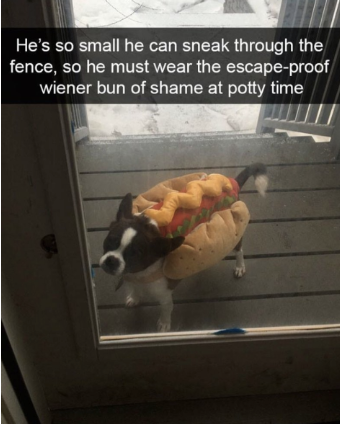 He's so small he can sneak through the
fence, so he must wear the escape-proof
wiener bun of shame at potty time